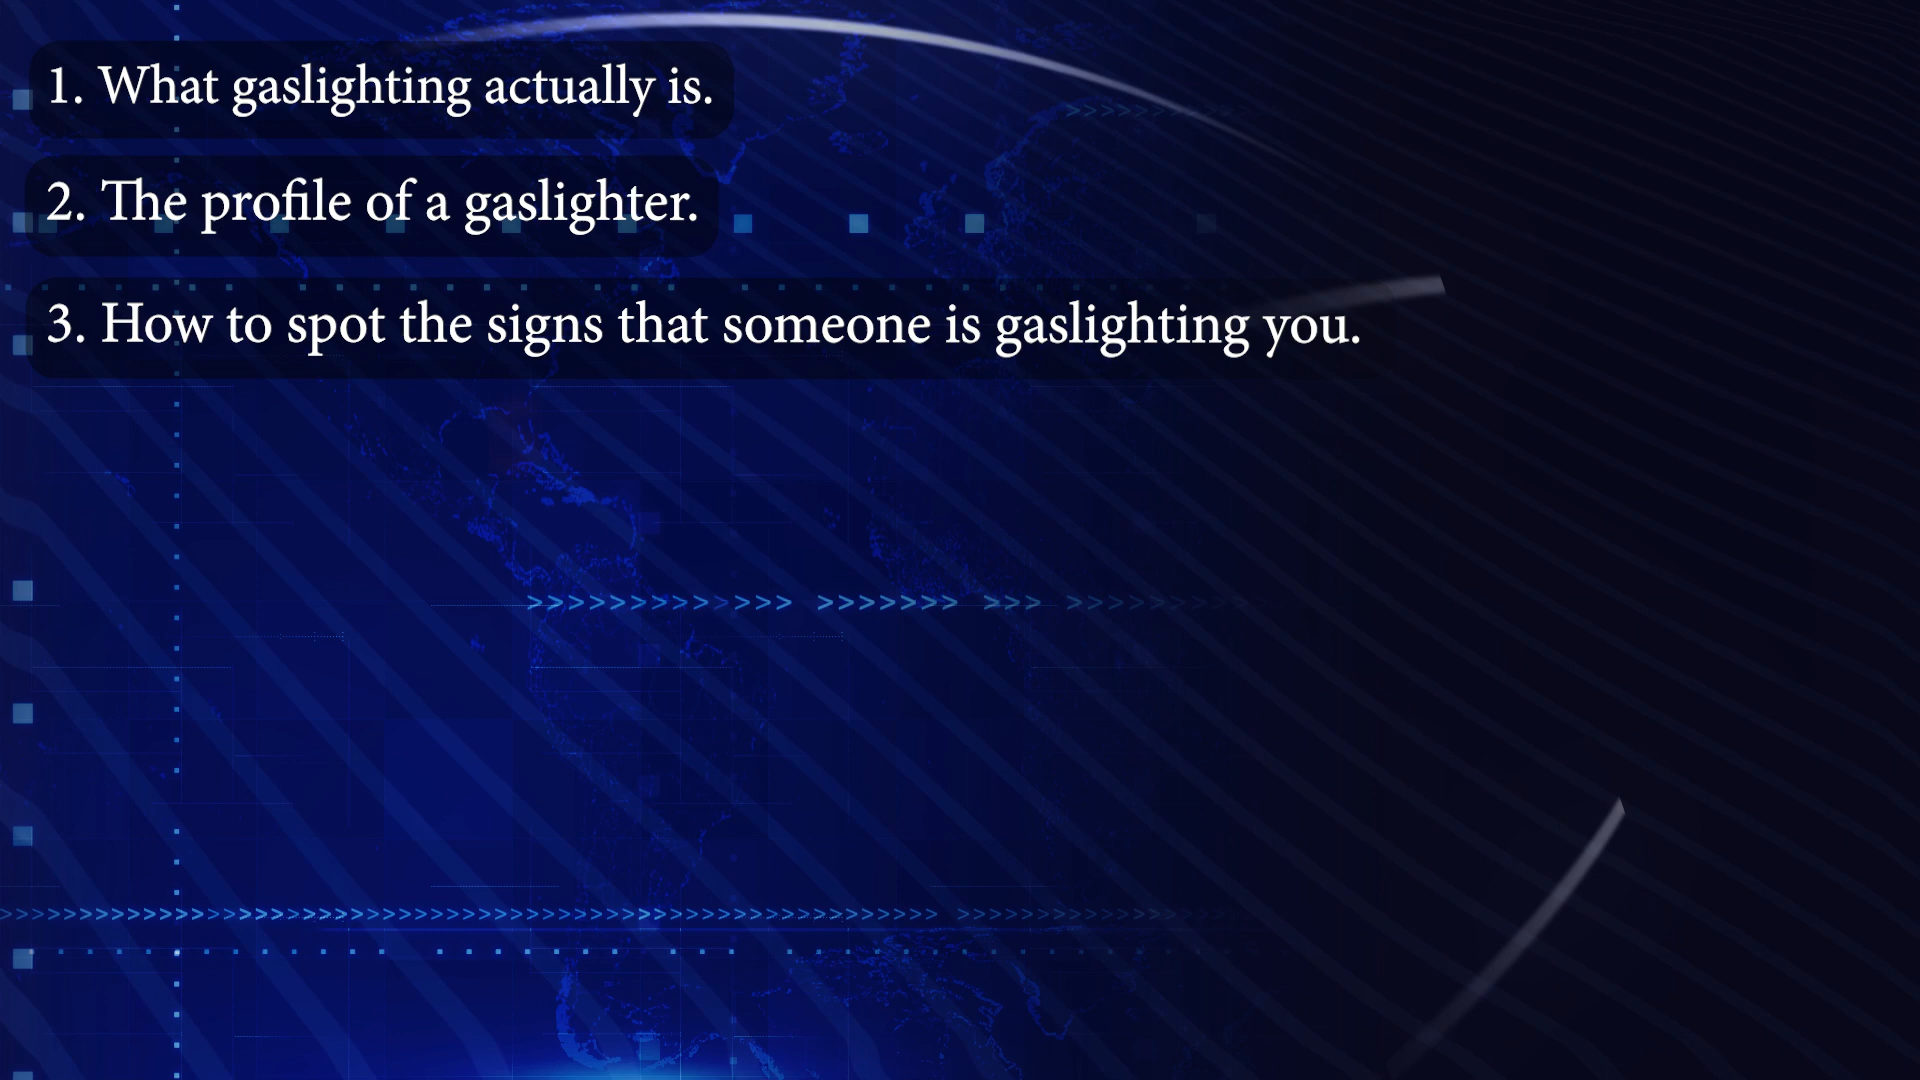 1. What gaslighting actually is.
2. The profile of a gaslighter.
3. How to spot the signs that someone is gaslighting you.